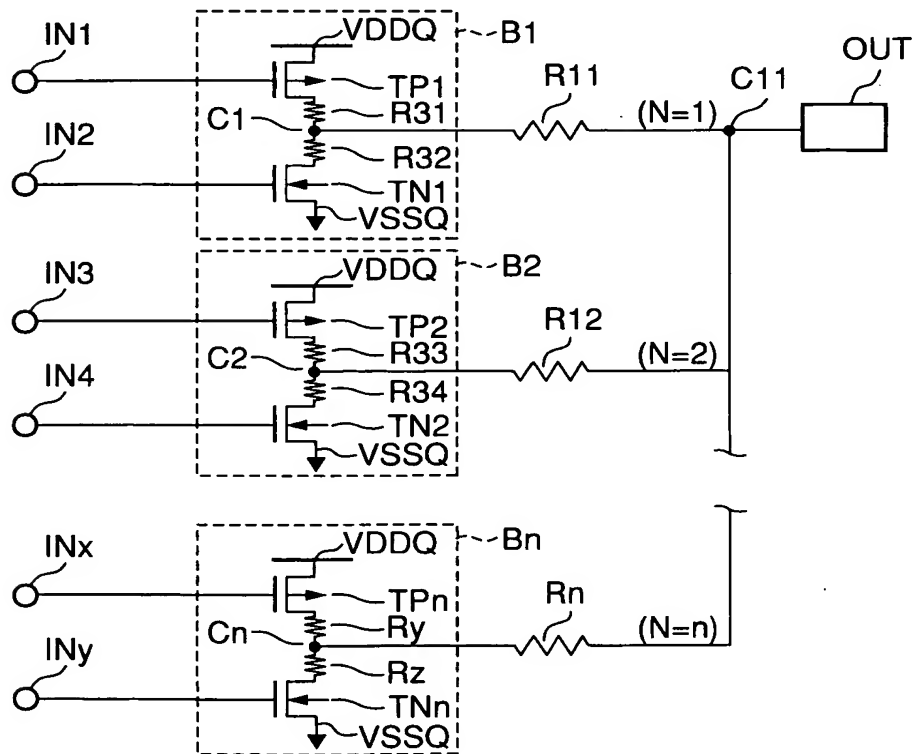 IN1
VDDQ
B1
OUT
TP1
R11
C11
R31
(N=1)
C1
IN2
R32
TN1
VSSQ
IN3
VDDQ
B2
TP2
R12
R33
(N=2)
C2
IN4
R34
TN2
VSSQ
INx
VDDQ
Bn
TPn
Rn
Ry
(N=n)
Cn
INy
Rz
TNn
VSSQ